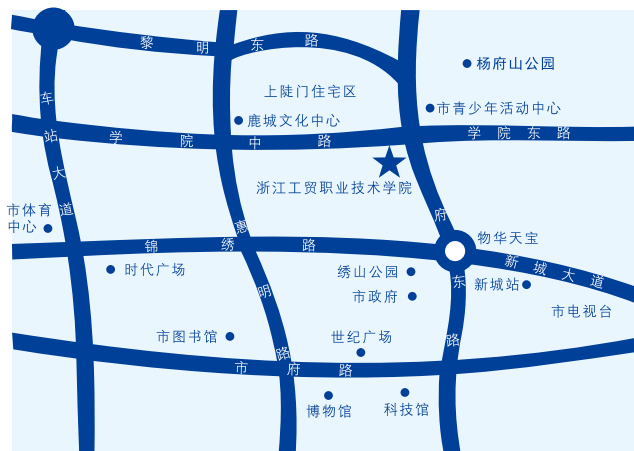 黎明东路
杨府山公园
上陡门住宅区
车站大道
市青少年活动中心
鹿城文化中心
学院中路
学院东路
浙江工贸职业技术学院
市体育
中心
府东路
惠明路
物华天宝
锦绣路
新城大道
时代广场
绣山公园
新城站
市政府
市电视台
市图书馆
世纪广场
市府路
博物馆
科技馆